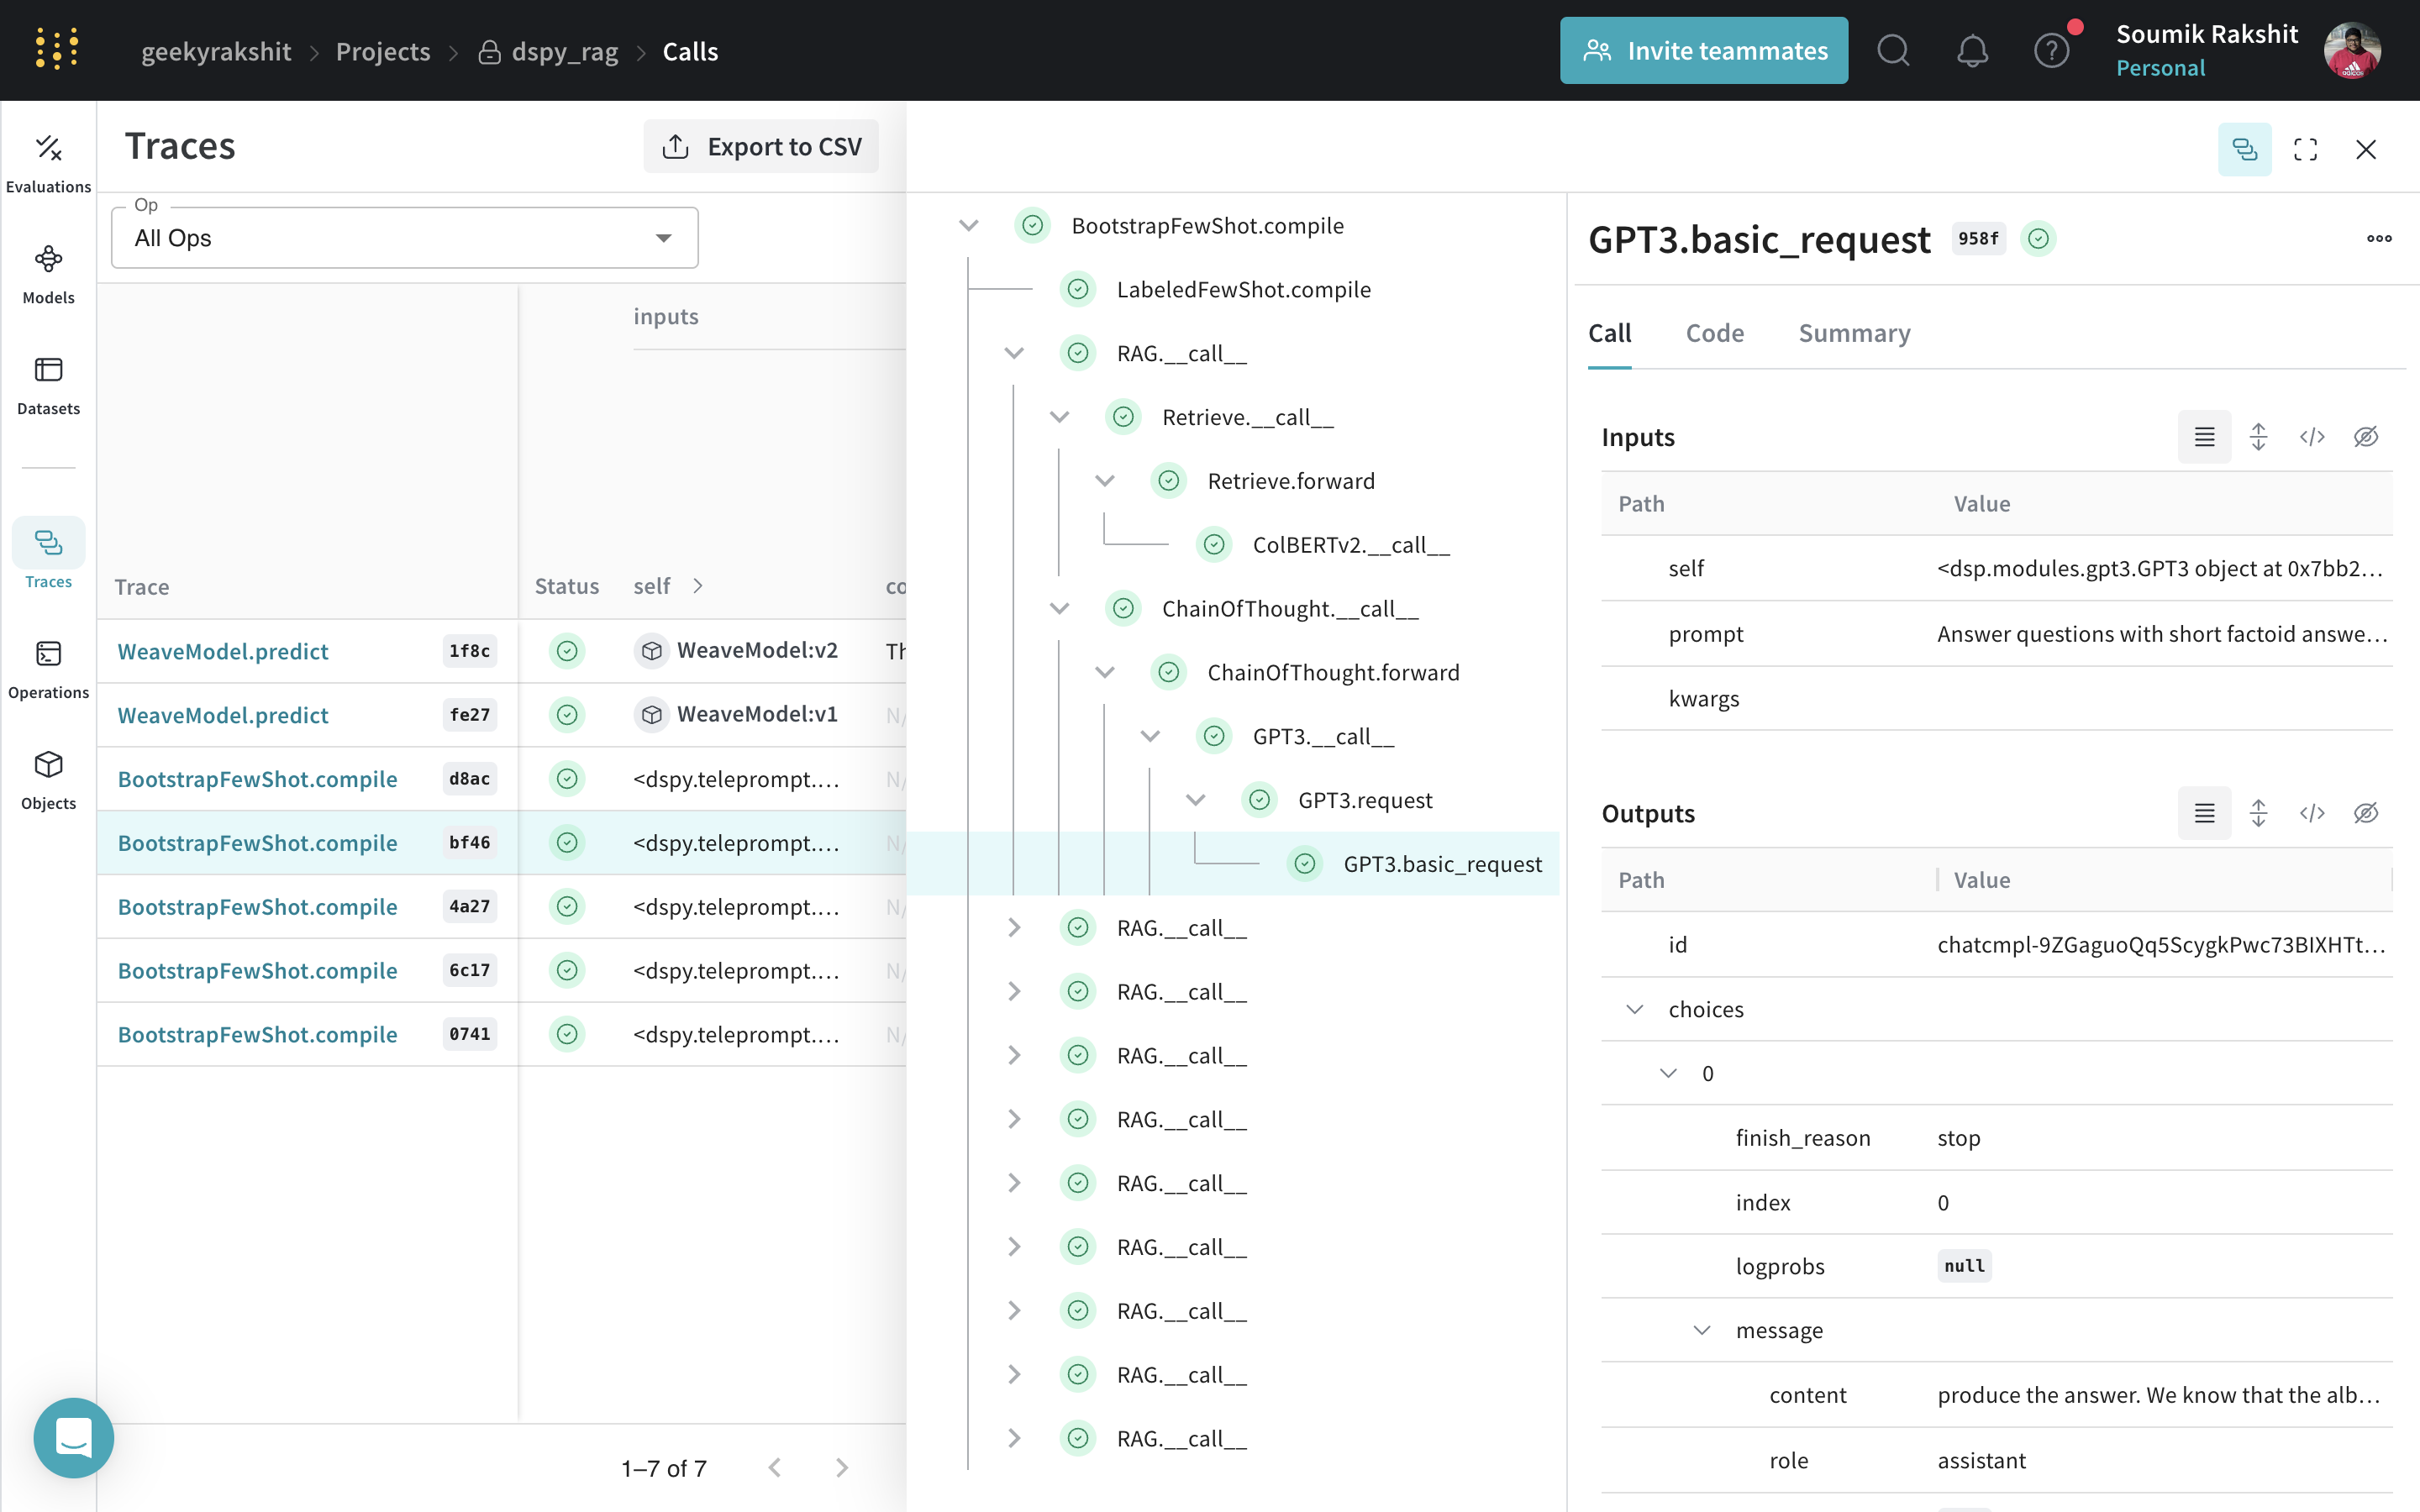 geekyrakshit > Projects > dspy_rag > Calls
Invite teammates
Soumik Rakshit
Personal
Evaluations
Models
Datasets
Traces
Operations
Objects
Traces
Export to CSV
Op
All Ops
inputs
Trace Status self co
WeaveModel.predict 1f8c WeaveModel:v2 Th
WeaveModel.predict fe27 WeaveModel:v1 N/
BootstrapFewShot.compile d8ac <dspy.teleprompt.... N/
BootstrapFewShot.compile bf46 <dspy.teleprompt.... N/
BootstrapFewShot.compile 4a27 <dspy.teleprompt.... N/
BootstrapFewShot.compile 6c17 <dspy.teleprompt.... N/
BootstrapFewShot.compile 0741 <dspy.teleprompt.... N/
1–7 of 7
BootstrapFewShot.compile
LabeledFewShot.compile
RAG.__call__
Retrieve.__call__
Retrieve.forward
ColBERTv2.__call__
ChainOfThought.__call__
ChainOfThought.forward
GPT3.__call__
GPT3.request
GPT3.basic_request
RAG.__call__
RAG.__call__
RAG.__call__
RAG.__call__
RAG.__call__
RAG.__call__
RAG.__call__
RAG.__call__
RAG.__call__
GPT3.basic_request 958f
Call Code Summary
Inputs
Path Value
self <dsp.modules.gpt3.GPT3 object at 0x7bb2...
prompt Answer questions with short factoid answe...
kwargs
Outputs
Path Value
id chatcmpl-9ZGaguoQq5ScygkPwc73BIXHTt...
choices
0
finish_reason stop
index 0
logprobs null
message
content produce the answer. We know that the alb...
role assistant